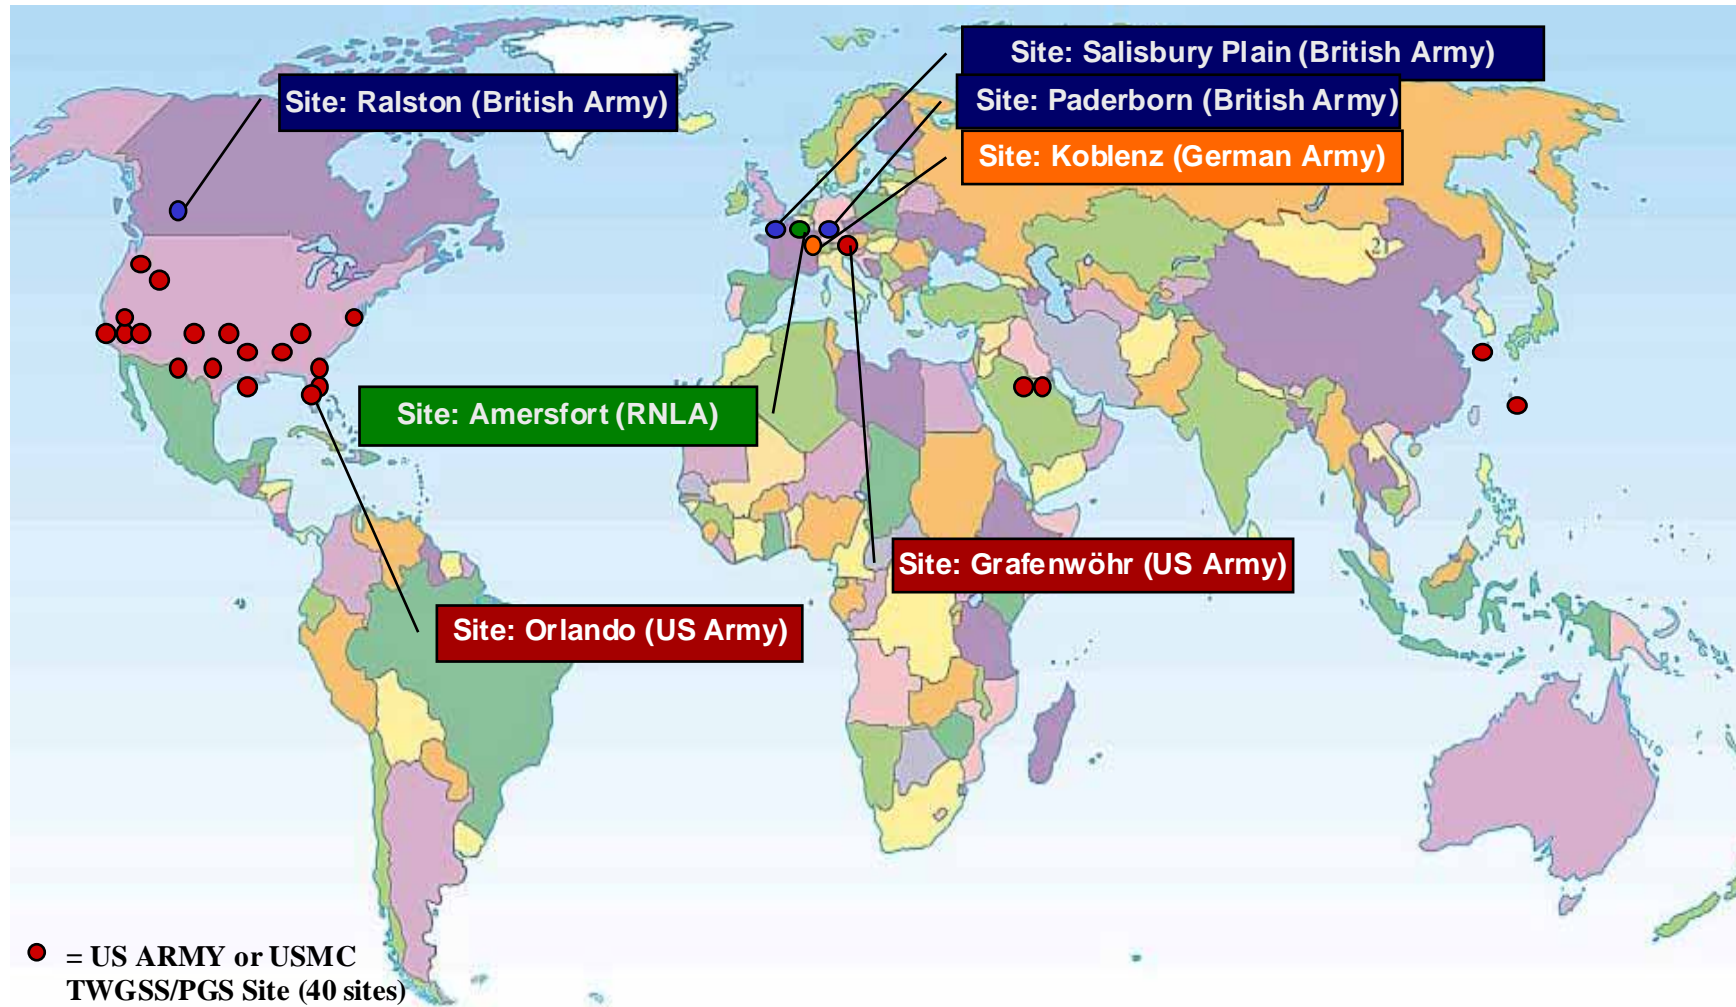 Site: Salisbury Plain (British Army)
Site: Ralston (British Army)
Site: Paderborn (British Army)
Site: Koblenz (German Army)
21
Site: Amersfort (RNLA)
Site: Grafenwöhr (US Army)
Site: Orlando (US Army)
= US ARMY or USMC
TWGSS/PGS Site (40 sites)